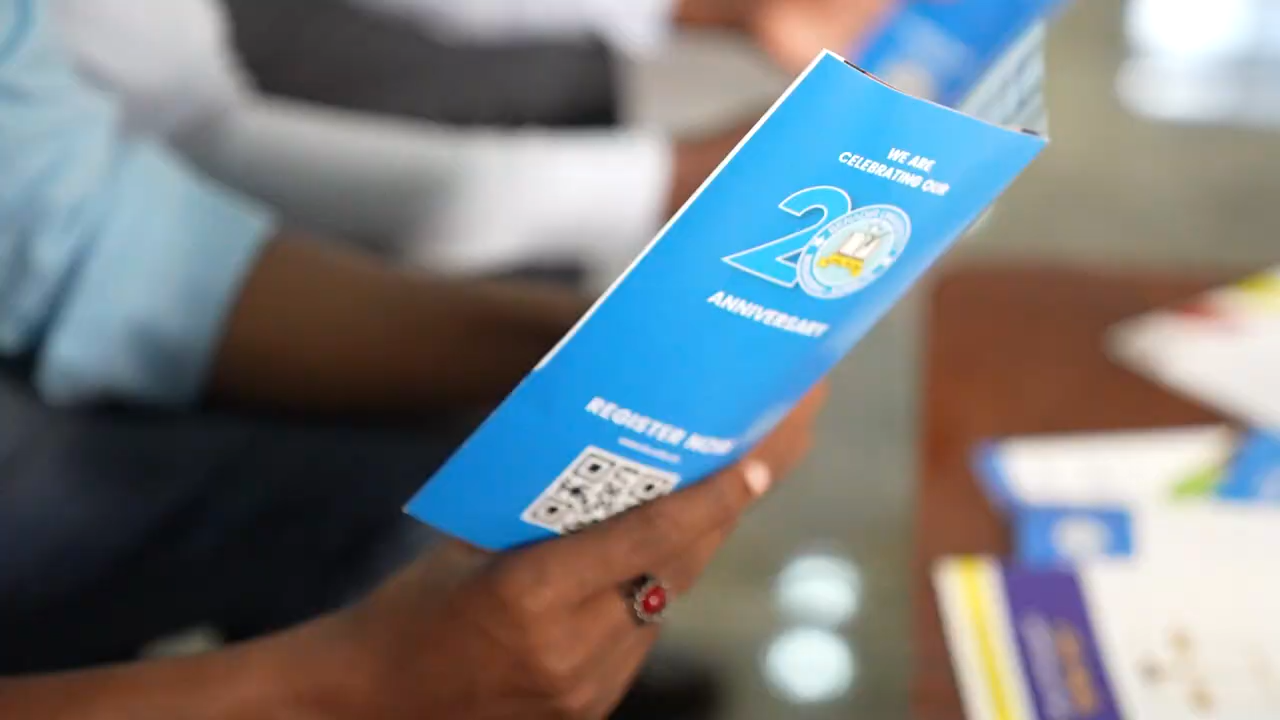 WE ARE
CELEBRATING OUR
20
ANNIVERSARY
REGISTER NOW